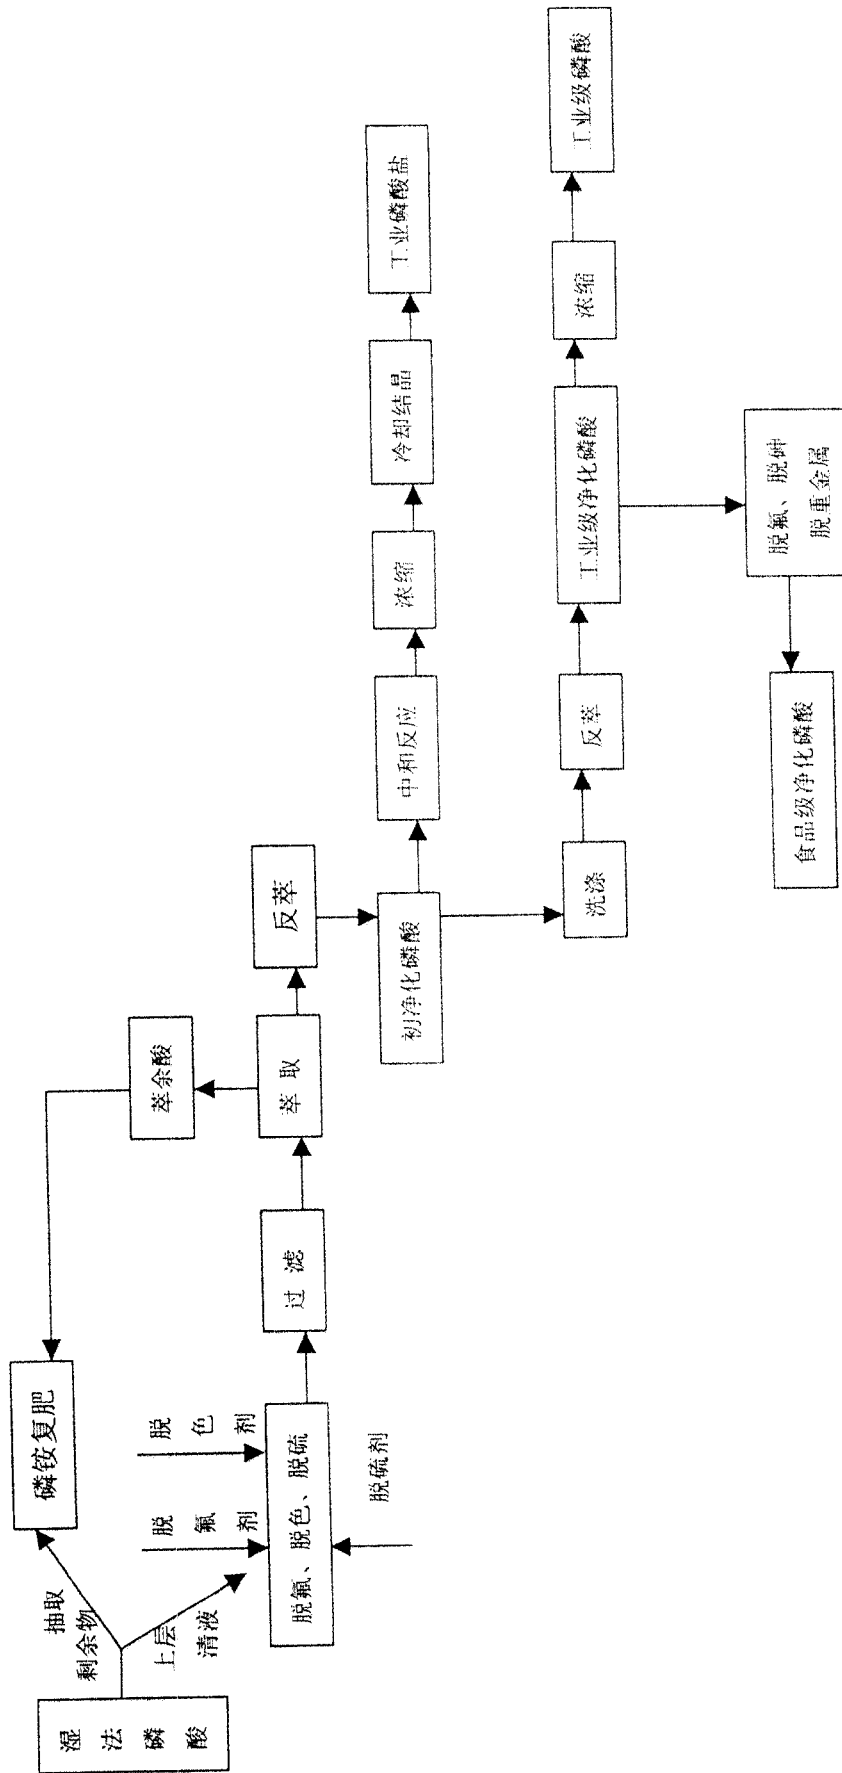 湿法磷酸
抽取
剩余物
上层
清液
磷铵复肥
脱氟剂
脱色剂
脱氟、脱色、脱硫
脱硫剂
过滤
萃取
萃余酸
反萃
初净化磷酸
中和反应
浓缩
冷却结晶
工业磷酸盐
洗涤
反萃
工业级净化磷酸
浓缩
工业级磷酸
脱氟、脱砷
脱重金属
食品级净化磷酸